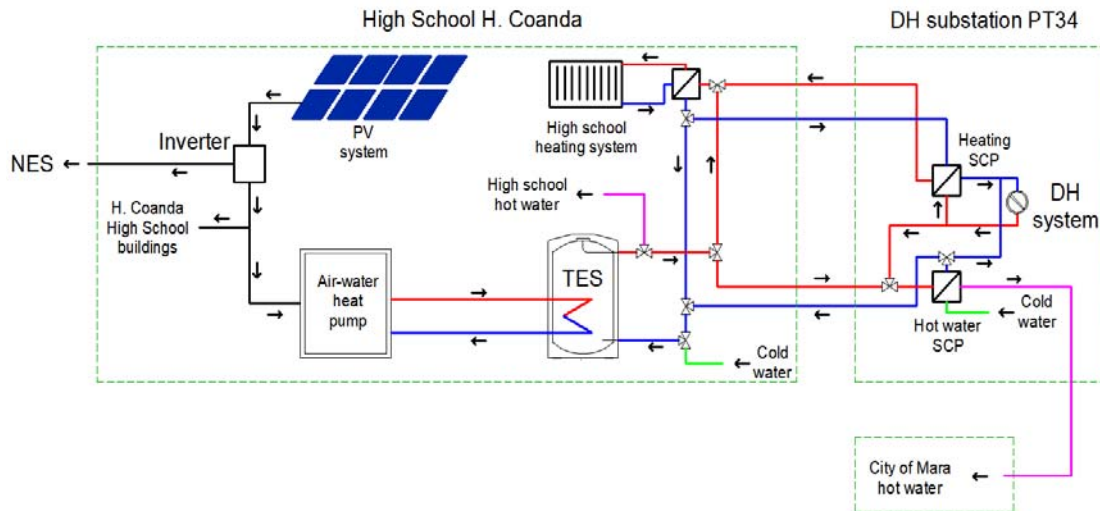 High School H. Coanda
DH substation PT34
PV
system
Inverter
NES
H. Coanda
High School
buildings
High school
heating system
High school
hot water
Air-water
heat
pump
TES
Cold
water
Heating
SCP
DH
system
Hot water
SCP
Cold
water
City of Mara
hot water